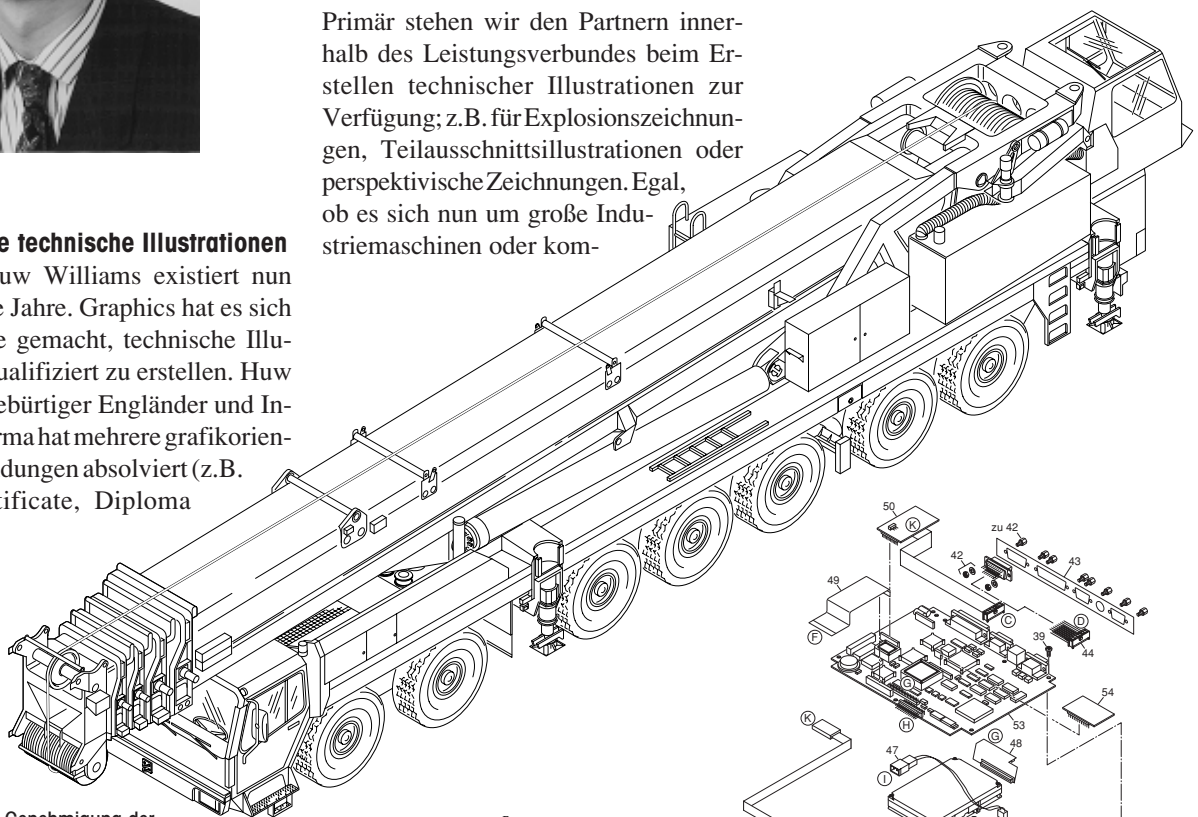 Primär stehen wir den Partnern inner-
halb des Leistungsverbundes beim Er-
stellen technischer Illustrationen zur
Verfügung; z.B. für Explosionszeichnun-
gen, Teilausschnittsillustrationen oder
perspektivische Zeichnungen. Egal,
ob es sich nun um große Indu-
striemaschinen oder kom-
e technische Illustrationen
uw Williams existiert nun
e Jahre. Graphics hat es sich
e gemacht, technische Illu-
ualifiziert zu erstellen. Huw
ebürtiger Engländer und In-
rma hat mehrere grafikorien-
dungen absolviert (z.B.
tificate, Diploma
50
K
zu 42
42
43
49
F
C
D
39
44
G
H
54
53
K
G
48
47
I
Genehmigung der